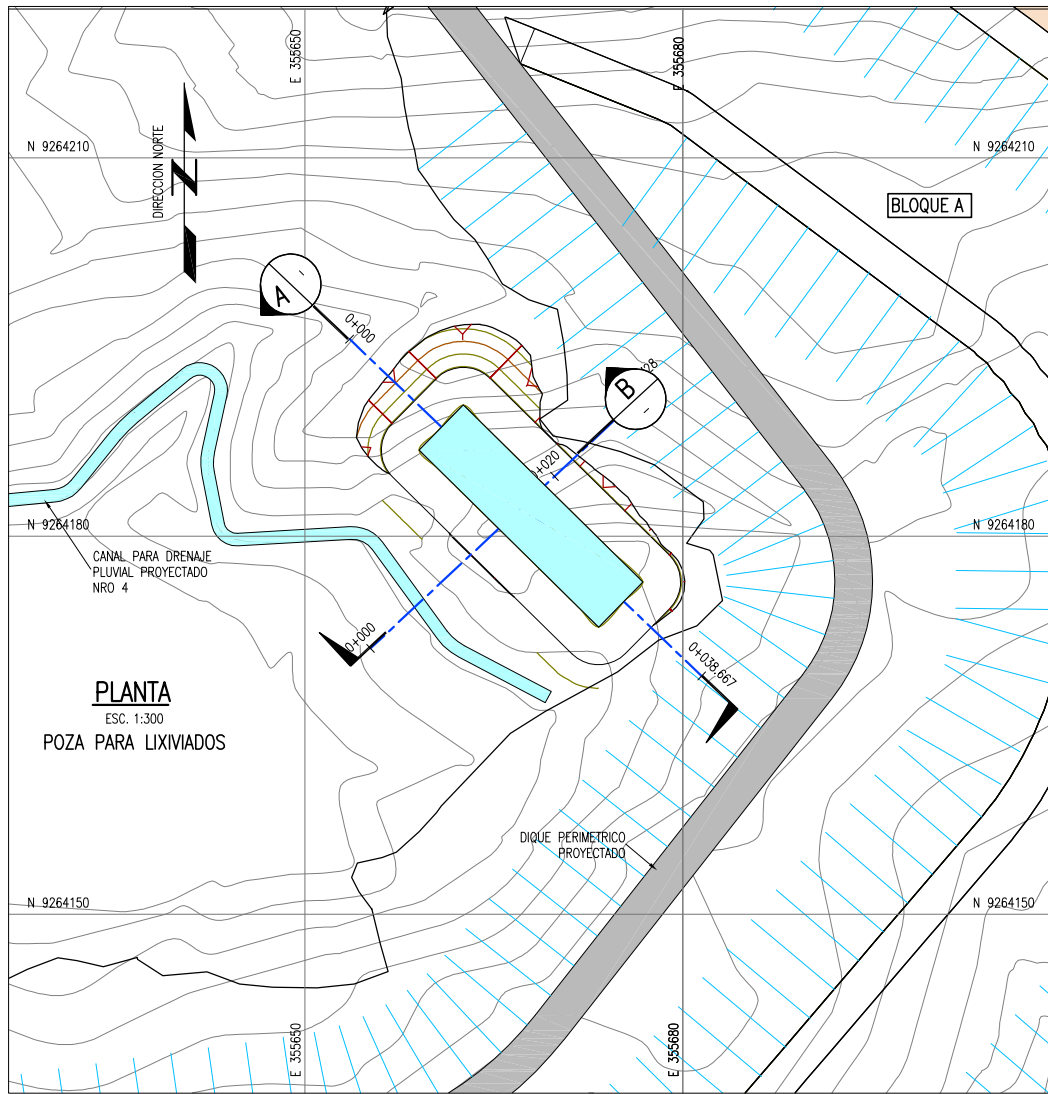 E 355650
E 355680
N 9264210
N 9264210
DIRECCION NORTE
N
BLOQUE A
A
-
0+000
28
B
-
0+020
N 9264180
N 9264180
CANAL PARA DRENAJE
PLUVIAL PROYECTADO
NRO 4
0+000
0+038,667
PLANTA
ESC. 1:300
POZA PARA LIXIVIADOS
DIQUE PERIMETRICO
PROYECTADO
N 9264150
N 9264150
E 355650
E 355680